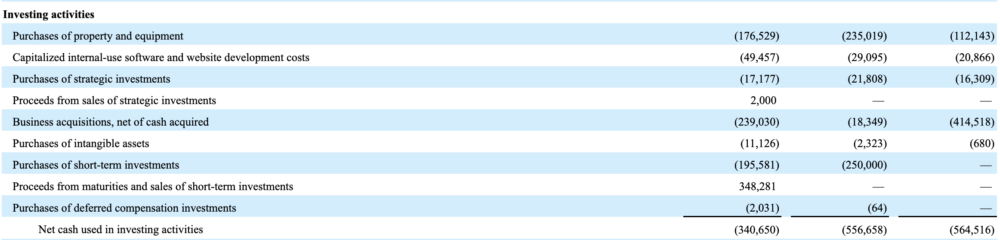 Investing activities
Purchases of property and equipment (176,529) (235,019) (112,143)
Capitalized internal-use software and website development costs (49,457) (29,095) (20,866)
Purchases of strategic investments (17,177) (21,808) (16,309)
Proceeds from sales of strategic investments 2,000 — —
Business acquisitions, net of cash acquired (239,030) (18,349) (414,518)
Purchases of intangible assets (11,126) (2,323) (680)
Purchases of short-term investments (195,581) (250,000) —
Proceeds from maturities and sales of short-term investments 348,281 — —
Purchases of deferred compensation investments (2,031) (64) —
Net cash used in investing activities (340,650) (556,658) (564,516)